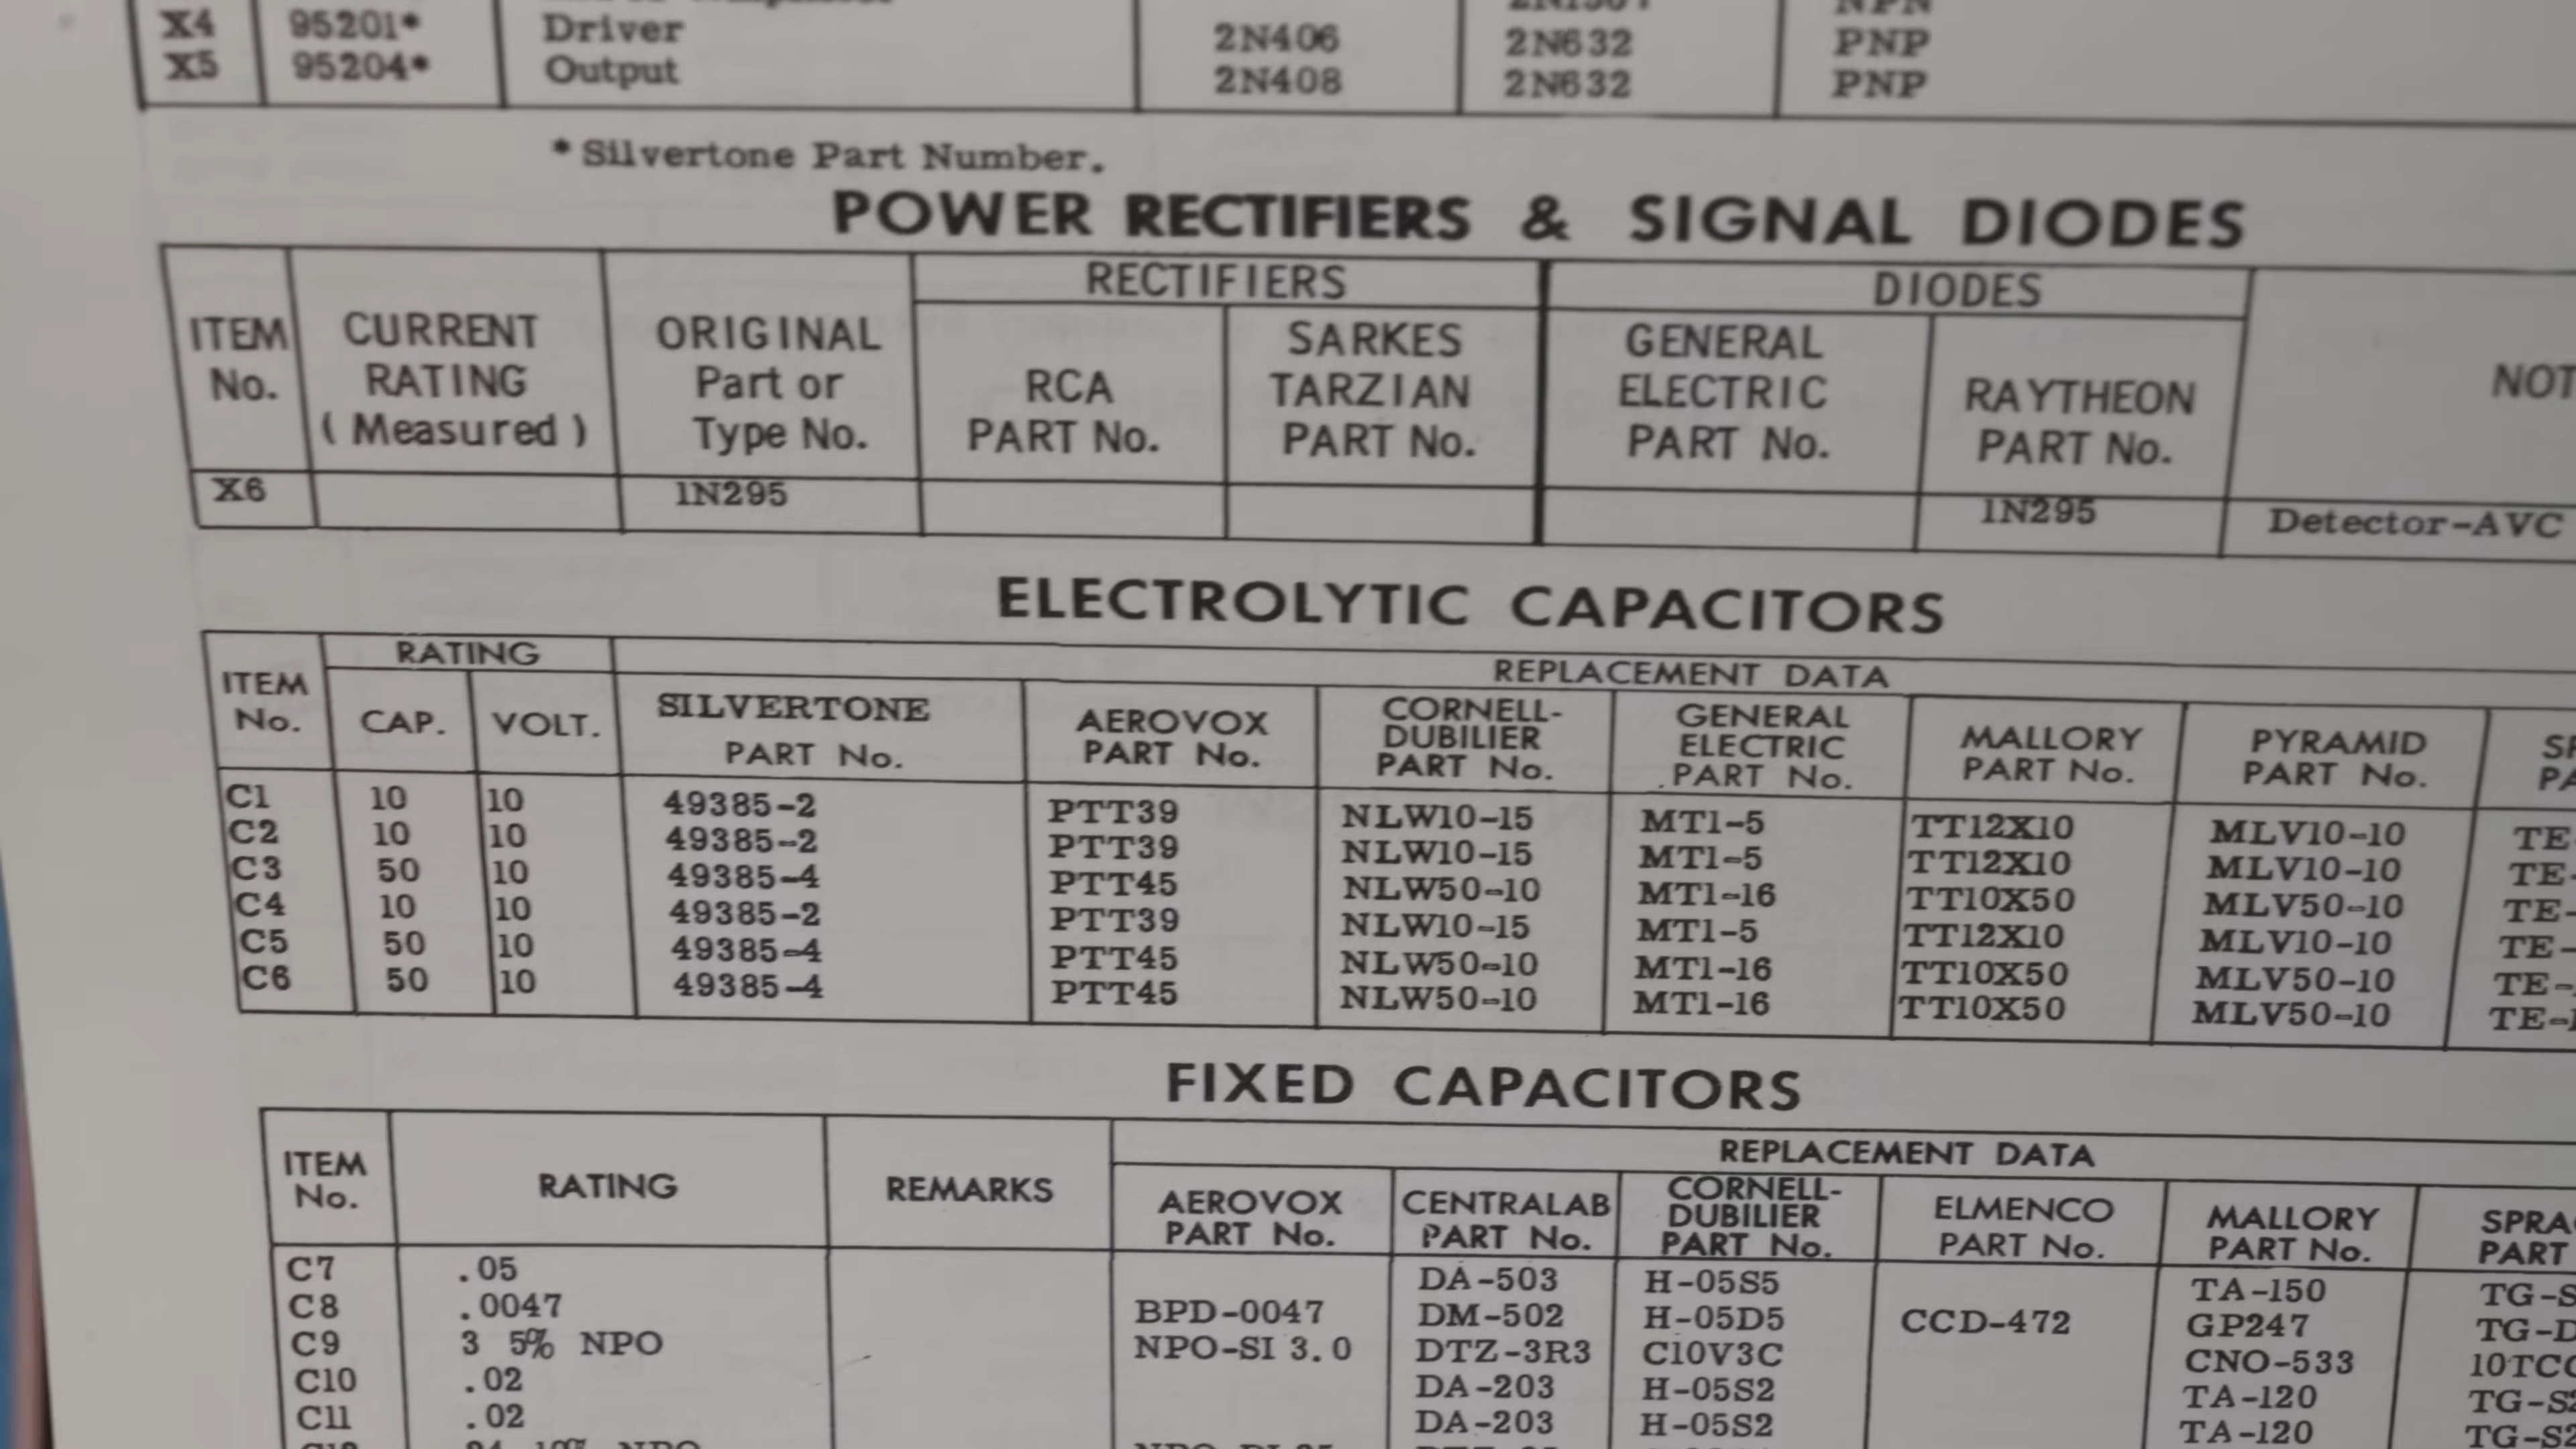 X4 95201* Driver 2N406 2N632 PNP
X5 95204* Output 2N408 2N632 PNP
* Silvertone Part Number.
POWER RECTIFIERS & SIGNAL DIODES
RECTIFIERS DIODES
ITEM No. CURRENT RATING (Measured) ORIGINAL Part or Type No. RCA PART No. SARKES TARZIAN PART No. GENERAL ELECTRIC PART No. RAYTHEON PART No.
X6 1N295 1N295 Detector-AVC
ELECTROLYTIC CAPACITORS
RATING REPLACEMENT DATA
ITEM No. CAP. VOLT. SILVERTONE PART No. AEROVOX PART No. CORNELL-DUBILIER PART No. GENERAL ELECTRIC PART No. MALLORY PART No. PYRAMID PART No.
C1 10 10 49385-2 PTT39 NLW10-15 MT1-5 TT12X10 MLV10-10
C2 10 10 49385-2 PTT39 NLW10-15 MT1-5 TT12X10 MLV10-10
C3 50 10 49385-4 PTT45 NLW50-10 MT1-16 TT10X50 MLV50-10
C4 10 10 49385-2 PTT39 NLW10-15 MT1-5 TT12X10 MLV10-10
C5 50 10 49385-4 PTT45 NLW50-10 MT1-16 TT10X50 MLV50-10
C6 50 10 49385-4 PTT45 NLW50-10 MT1-16 TT10X50 MLV50-10
FIXED CAPACITORS
REPLACEMENT DATA
ITEM No. RATING REMARKS AEROVOX PART No. CENTRALAB PART No. CORNELL-DUBILIER PART No. ELMENCO PART No. MALLORY PART No. PART
C7 .05 DA-503 H-05S5 TA-150
C8 .0047 BPD-0047 DM-502 H-05D5 CCD-472 GP247
C9 3 5% NPO NPO-SI 3.0 DTZ-3R3 C10V3C CNO-533
C10 .02 DA-203 H-05S2 TA-120
C11 .02 DA-203 H-05S2 TA-120